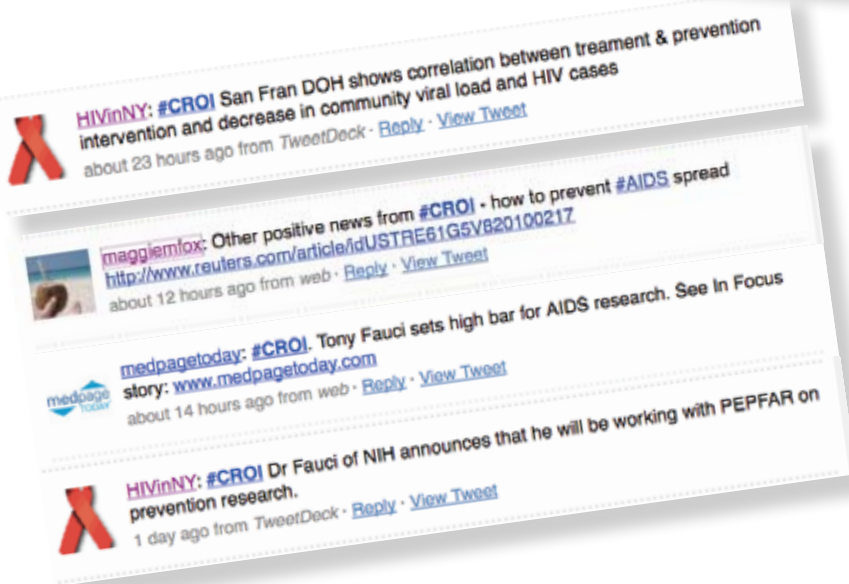 HIVinNY: #CROI San Fran DOH shows correlation between treament & prevention
intervention and decrease in community viral load and HIV cases
about 23 hours ago from TweetDeck · Reply · View Tweet
maggiemfox: Other positive news from #CROI - how to prevent #AIDS spread
http://www.reuters.com/article/idUSTRE61G5V820100217
about 12 hours ago from web · Reply · View Tweet
medpage
TODAY
medpagetoday: #CROI. Tony Fauci sets high bar for AIDS research. See In Focus
story: www.medpagetoday.com
about 14 hours ago from web · Reply · View Tweet
HIVinNY: #CROI Dr Fauci of NIH announces that he will be working with PEPFAR on
prevention research.
1 day ago from TweetDeck · Reply · View Tweet